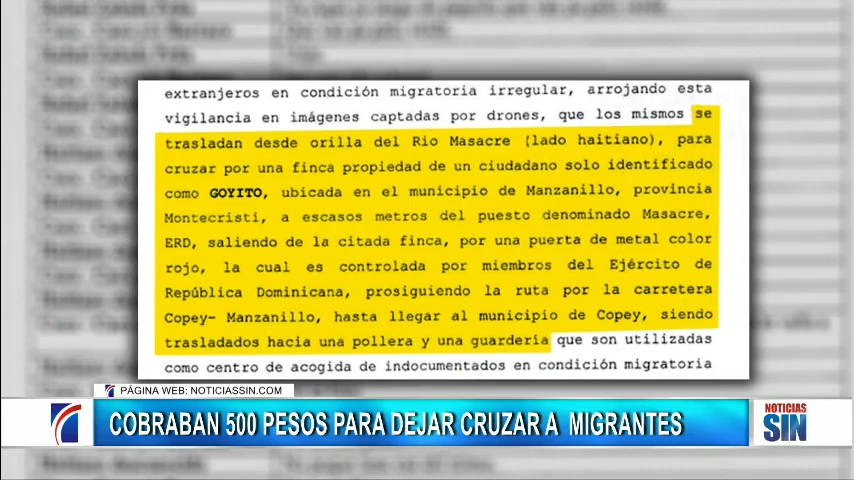 extranjeros en condición migratoria irregular, arrojando esta
vigilancia en imágenes captadas por drones, que los mismos se
trasladan desde orilla del Rio Masacre (lado haitiano), para
cruzar por una finca propiedad de un ciudadano solo identificado
como GOYITO, ubicada en el municipio de Manzanillo, provincia
Montecristi, a escasos metros del puesto denominado Masacre,
ERD, saliendo de la citada finca, por una puerta de metal color
rojo, la cual es controlada por miembros del Ejército de
República Dominicana, prosiguiendo la ruta por la carretera
Copey- Manzanillo, hasta llegar al municipio de Copey, siendo
trasladados hacia una pollera y una guardería que son utilizadas
como centro de acogida de indocumentados en condición migratoria
PÁGINA WEB: NOTICIASSIN.COM
COBRABAN 500 PESOS PARA DEJAR CRUZAR A MIGRANTES
NOTICIAS
SIN